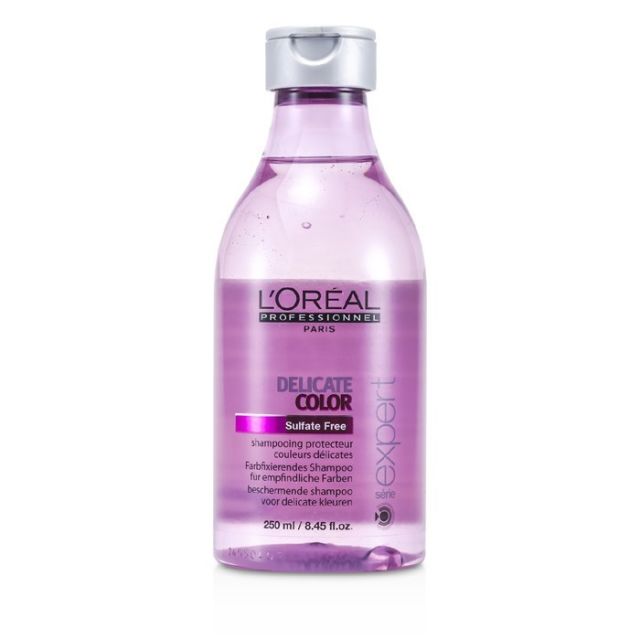 L'ORÉAL
PROFESSIONNEL
PARIS
DELICATE
COLOR
Sulfate Free
shampooing protecteur
couleurs délicates
Farbfixierendes Shampoo
für empfindliche Farben
beschermende shampoo
voor delicate kleuren
250 ml / 8.45 fl.oz.
série expert